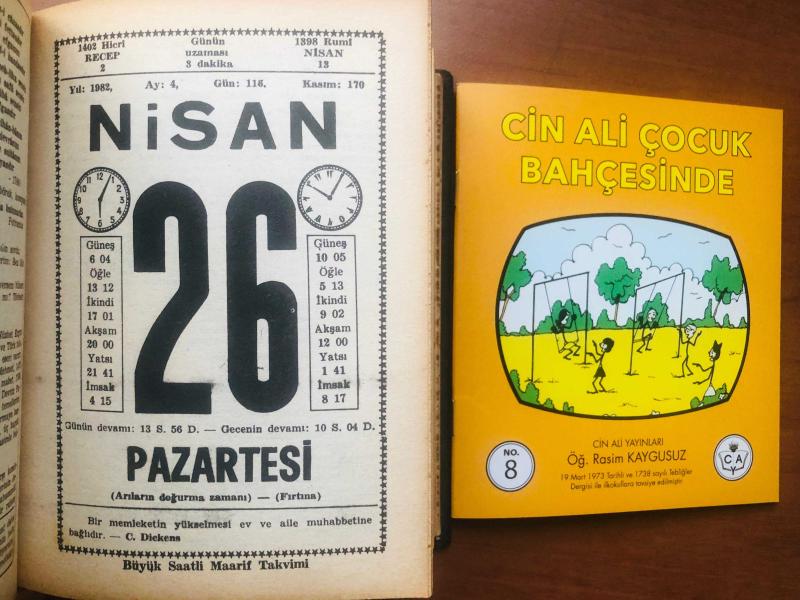 1402 Hicri
RECEP
2
Günün
uzaması
3 dakika
1398 Rumî
NİSAN
13
Yıl: 1982, Ay: 4, Gün: 116, Kasım: 170
NiSAN
26
Güneş
6 04
Öğle
13 12
İkindi
17 01
Akşam
20 00
Yatsı
21 41
İmsak
4 15
Güneş
10 05
Öğle
5 13
İkindi
9 02
Akşam
12 00
Yatsı
1 41
İmsak
8 17
Günün devamı: 13 S. 56 D. — Gecenin devamı: 10 S. 04 D.
PAZARTESİ
(Arıların doğurma zamanı) — (Fırtına)
Bir memleketin yükselmesi ev ve aile muhabbetine
bağlıdır. — C. Dickens
Büyük Saatli Maarif Takvimi
CİN ALİ ÇOCUK
BAHÇESİNDE
CİN ALİ YAYINLARI
Öğ. Rasim KAYGUSUZ
19 Mart 1973 Tarihli ve 1738 sayılı Tebliğler
Dergisi ile ilkokullara tavsiye edilmiştir
NO.
8
C A
Y